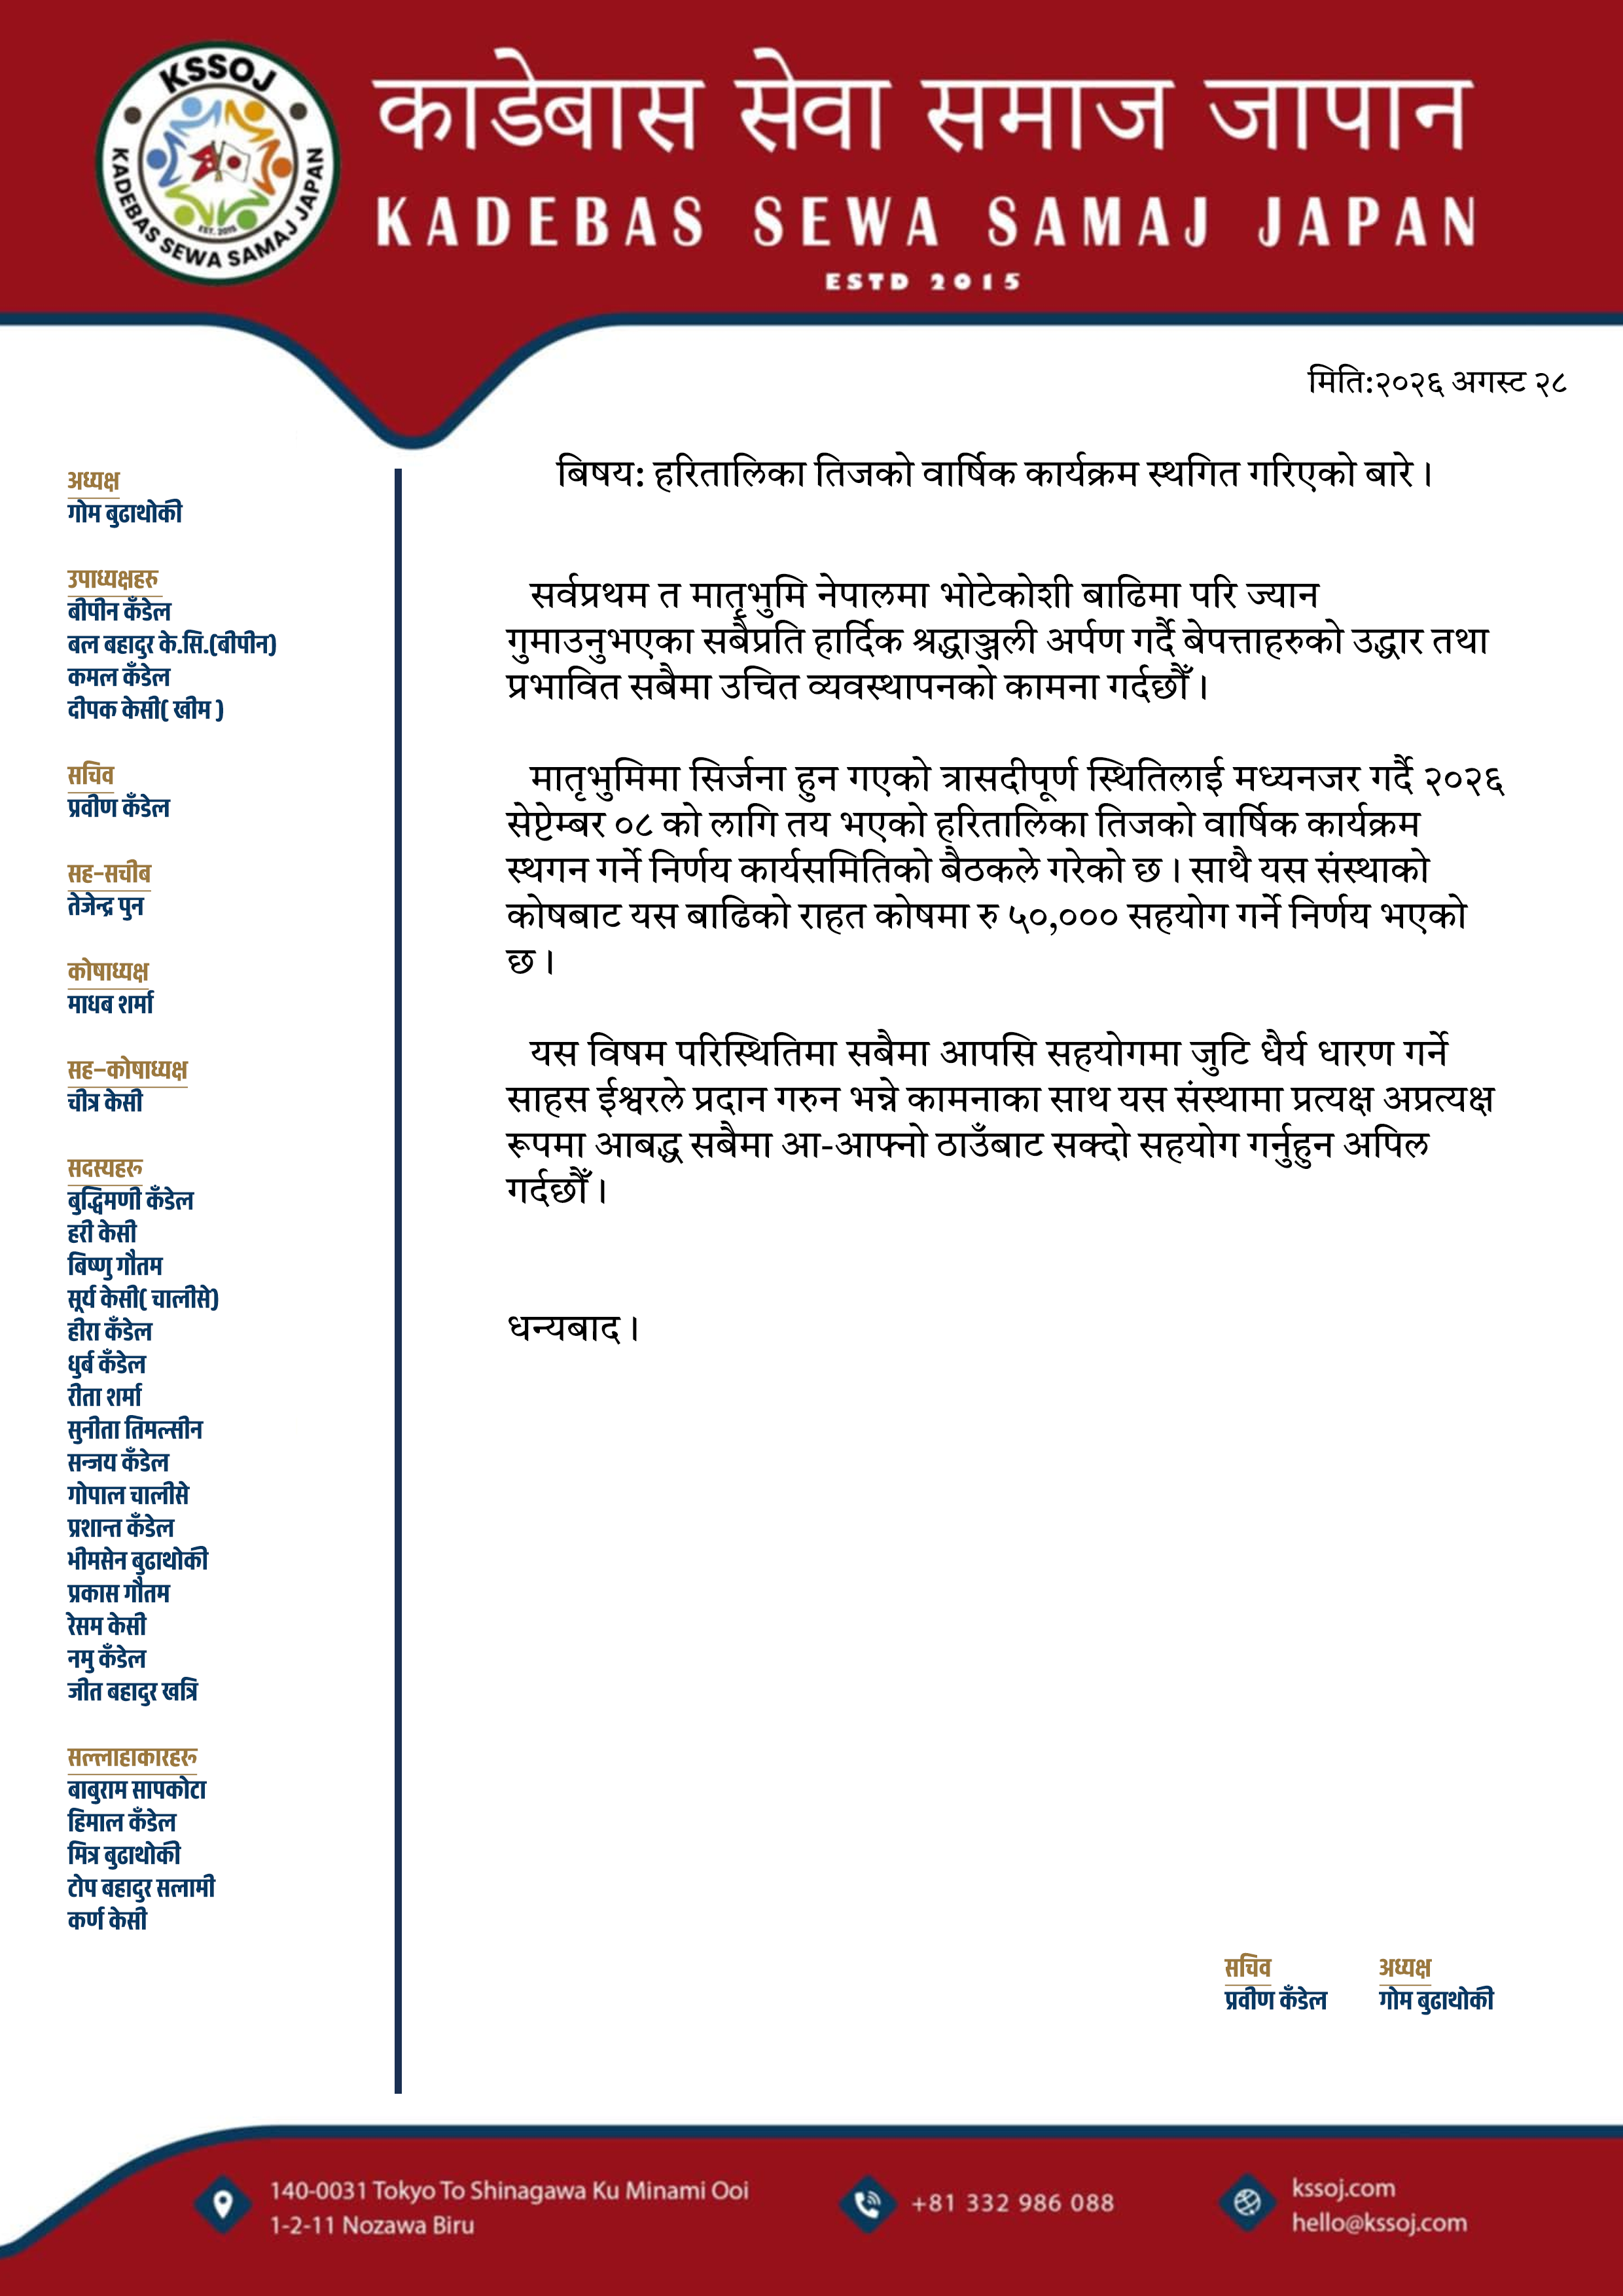 KSSOJ
KADEBAS SEWA SAMAJ JAPAN
EST. 2015
काडेबास सेवा समाज जापान
KADEBAS SEWA SAMAJ JAPAN
ESTD 2015
मिति:२०२६ अगस्ट २८
बिषय: हरितालिका तिजको वार्षिक कार्यक्रम स्थगित गरिएको बारे ।
सर्वप्रथम त मातृभुमि नेपालमा भोटेकोशी बाढिमा परि ज्यान
गुमाउनुभएका सबैप्रति हार्दिक श्रद्धाञ्जली अर्पण गर्दै बेपत्ताहरुको उद्धार तथा
प्रभावित सबैमा उचित व्यवस्थापनको कामना गर्दछौँ ।
मातृभुमिमा सिर्जना हुन गएको त्रासदीपूर्ण स्थितिलाई मध्यनजर गर्दै २०२६
सेप्टेम्बर ०८ को लागि तय भएको हरितालिका तिजको वार्षिक कार्यक्रम
स्थगन गर्ने निर्णय कार्यसमितिको बैठकले गरेको छ । साथै यस संस्थाको
कोषबाट यस बाढिको राहत कोषमा रु ५०,००० सहयोग गर्ने निर्णय भएको
छ ।
यस विषम परिस्थितिमा सबैमा आपसि सहयोगमा जुटि धैर्य धारण गर्ने
साहस ईश्वरले प्रदान गरुन भन्ने कामनाका साथ यस संस्थामा प्रत्यक्ष अप्रत्यक्ष
रूपमा आबद्ध सबैमा आ-आफ्नो ठाउँबाट सक्दो सहयोग गर्नुहुन अपिल
गर्दछौँ ।
धन्यबाद ।
अध्यक्ष
गोम बुढाथोकी
उपाध्यक्षहरु
बीपीन कँडेल
बल बहादुर के.सि.(बीपीन)
कमल कँडेल
दीपक केसी( खीम )
सचिव
प्रवीण कँडेल
सह-सचीब
तेजेन्द्र पुन
कोषाध्यक्ष
माधब शर्मा
सह-कोषाध्यक्ष
चीत्र केसी
सदस्यहरू
बुद्धिमणी कँडेल
हरी केसी
बिष्णु गौतम
सूर्य केसी( चालीसे)
हीरा कँडेल
धुर्ब कँडेल
रीता शर्मा
सुनीता तिमल्सीन
सन्जय कँडेल
गोपाल चालीसे
प्रशान्त कँडेल
भीमसेन बुढाथोकी
प्रकास गौतम
रेसम केसी
नमु कँडेल
जीत बहादुर खत्रि
सल्लाहाकारहरू
बाबुराम सापकोटा
हिमाल कँडेल
मित्र बुढाथोकी
टोप बहादुर सलामी
कर्ण केसी
सचिव अध्यक्ष
प्रवीण कँडेल गोम बुढाथोकी
140-0031 Tokyo To Shinagawa Ku Minami Ooi
1-2-11 Nozawa Biru
+81 332 986 088
kssoj.com
hello@kssoj.com